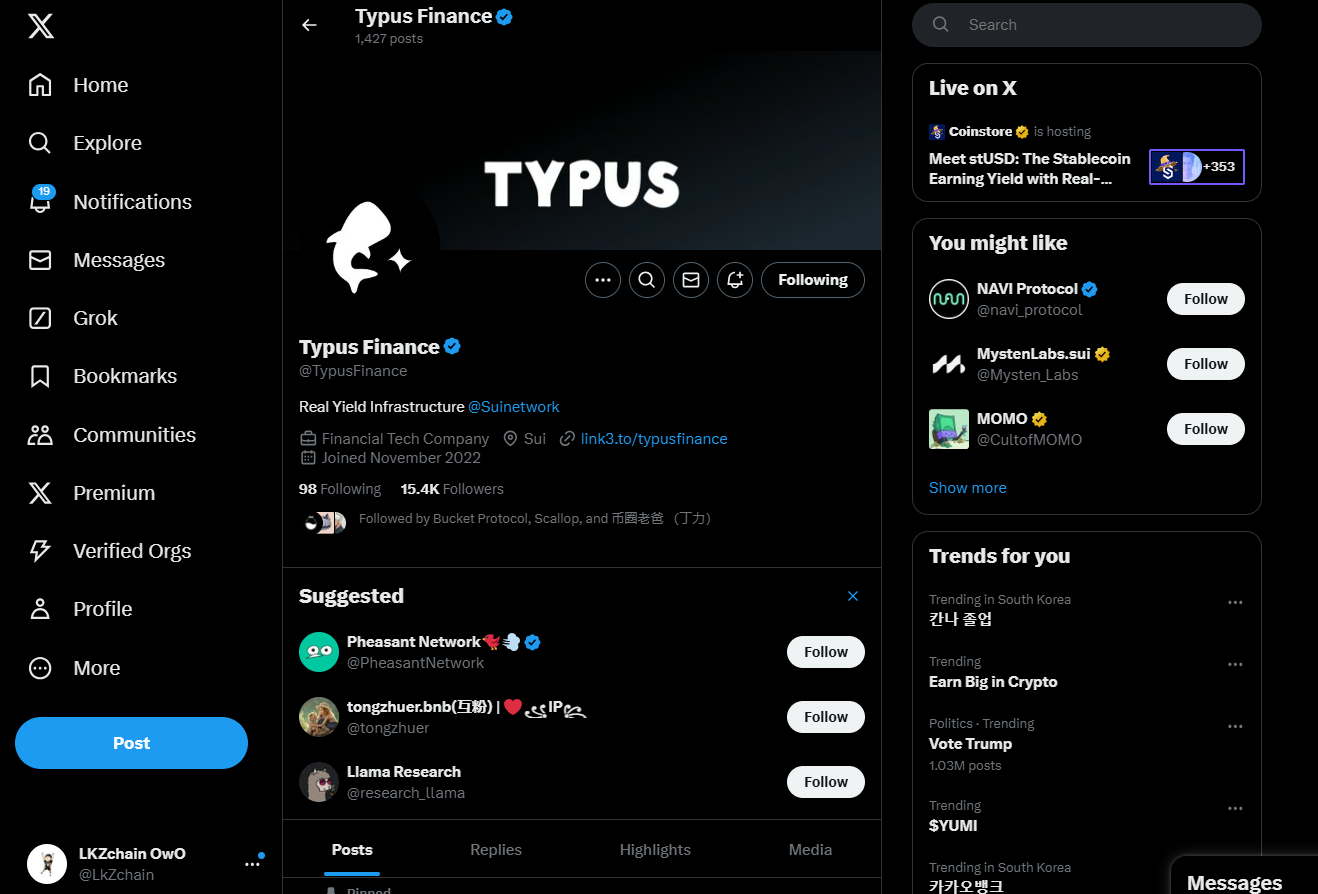 Home
Explore
19
Notifications
Messages
Grok
Bookmarks
Communities
Premium
Verified Orgs
Profile
More
Post
LKZchain OwO
@LkZchain
Typus Finance
1,427 posts
TYPUS
Following
Typus Finance
@TypusFinance
Real Yield Infrastructure @Suinetwork
Financial Tech Company Sui link3.to/typusfinance
Joined November 2022
98 Following 15.4K Followers
Followed by Bucket Protocol, Scallop, and 币圈老爸 （丁力）
Suggested
Pheasant Network🐦‍🔥💨
@PheasantNetwork
Follow
tongzhuer.bnb(互粉) | ❤️ IP
@tongzhuer
Follow
Llama Research
@research_llama
Follow
Posts Replies Highlights Media
Pinned
Search
Live on X
Coinstore is hosting
Meet stUSD: The Stablecoin
Earning Yield with Real-...
+353
You might like
NAVI Protocol
@navi_protocol
Follow
MystenLabs.sui
@Mysten_Labs
Follow
MOMO
@CultofMOMO
Follow
Show more
Trends for you
Trending in South Korea
칸나 졸업
Trending
Earn Big in Crypto
Politics · Trending
Vote Trump
1.03M posts
Trending
$YUMI
Trending in South Korea
카카오뱅크
Messages